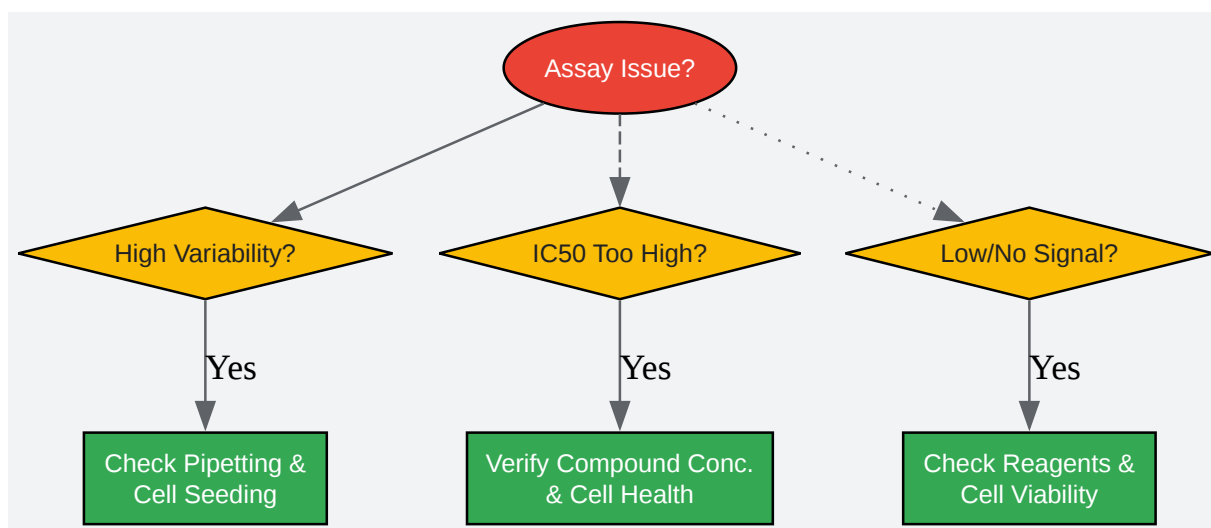 Assay Issue?
High Variability?
IC50 Too High?
Low/No Signal?
Yes
Yes
Yes
Check Pipetting &
Cell Seeding
Verify Compound Conc.
& Cell Health
Check Reagents &
Cell Viability